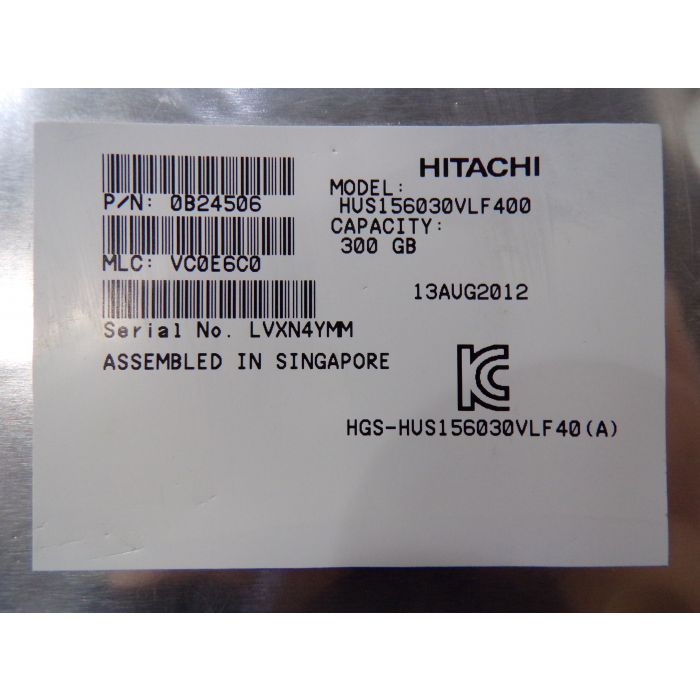 HITACHI
P/N: 0B24506
MLC: VC0E6C0
Serial No. LVXN4YMM
ASSEMBLED IN SINGAPORE
MODEL:
HUS156030VLF400
CAPACITY:
300 GB
13AUG2012
HGS-HUS156030VLF40(A)